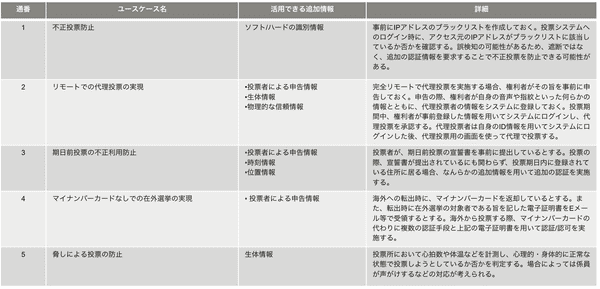 通番 ユースケース名 活用できる追加情報 詳細
1 不正投票防止 ソフト/ハードの識別情報 事前にIPアドレスのブラックリストを作成しておく。投票システムへ
のログイン時に、アクセス元のIPアドレスがブラックリストに該当し
ているか否かを確認する。誤検知の可能性があるため、遮断ではな
く、追加の認証情報を要求することで不正投票を防止できる可能性
がある。
2 リモートでの代理投票の実現 •投票者による申告情報
•生体情報
•物理的な信頼情報
完全リモートで代理投票を実施する場合、権利者がその旨を事前に申
告しておく。申告の際、権利者が自身の音声や指紋といった何らかの
情報とともに、代理投票者の情報をシステムに登録しておく。投票期
間中、権利者が事前登録した情報を用いてシステムにログインし、代
理投票を承認する。代理投票者は自身のID情報を用いてシステムにロ
グインした後、代理投票用の画面を使って代理で投票する。
3 期日前投票の不正利用防止 •投票者による申告情報
•時刻情報
•位置情報
投票者が、期日前投票の宣誓書を事前に提出しているとする。投票の
際、宣誓書が提出されているにも関わらず、投票期日内に登録されて
いる住所に居る場合、なんらかの追加情報を用いて追加の認証を実施
する。
4 マイナンバーカードなしでの在外選挙の実現 • 投票者による申告情報 海外への転出時に、マイナンバーカードを返却しているとする。ま
た、転出時に在外選挙の対象者である旨を記した電子証明書をEメー
ル等で受領するとする。海外から投票する際、マイナンバーカードの
代わりに複数の認証手段と上記の電子証明書を用いて認証/認可を実
施する。
5 脅しによる投票の防止 生体情報 投票所において心拍数や体温などを計測し、心理的・身体的に正常な
状態で投票しようとしているか否かを判定する。場合によっては係員
が声がけするなどの対応が考えられる。